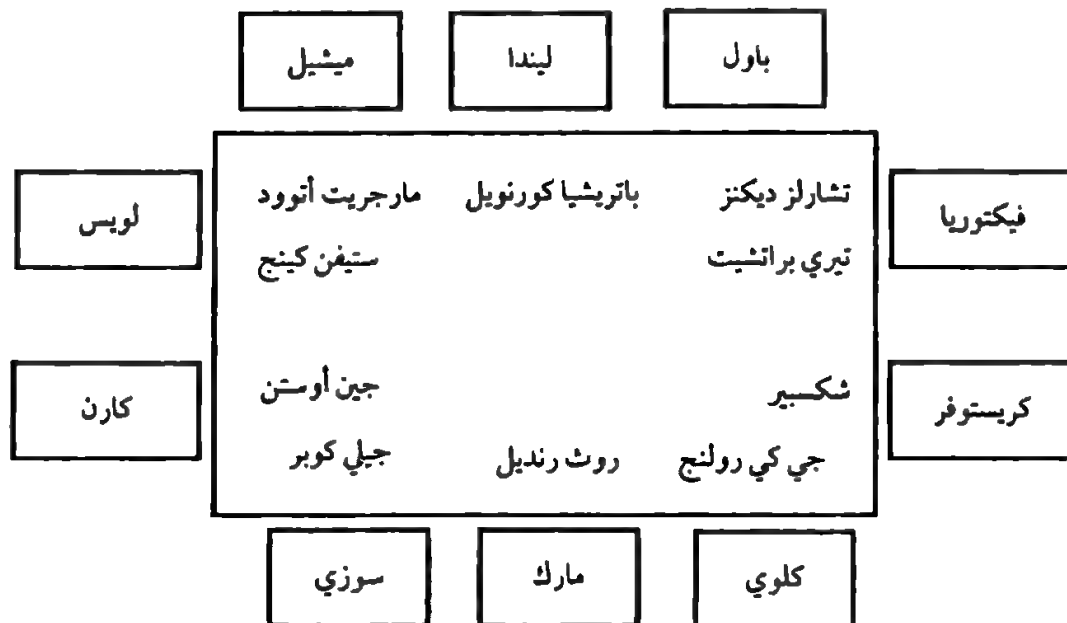 باول ليندا ميشيل
تشارلز ديكنز باتريشيا كورنويل مارجريت أتوود
فيكتوريا لويس
تيري براتشيت ستيفن كينج
شكسبير جين أوستن
كريستوفر كارن
جي كي رولنج روث رنديل جيلي كوبر
كلوي مارك سوزي